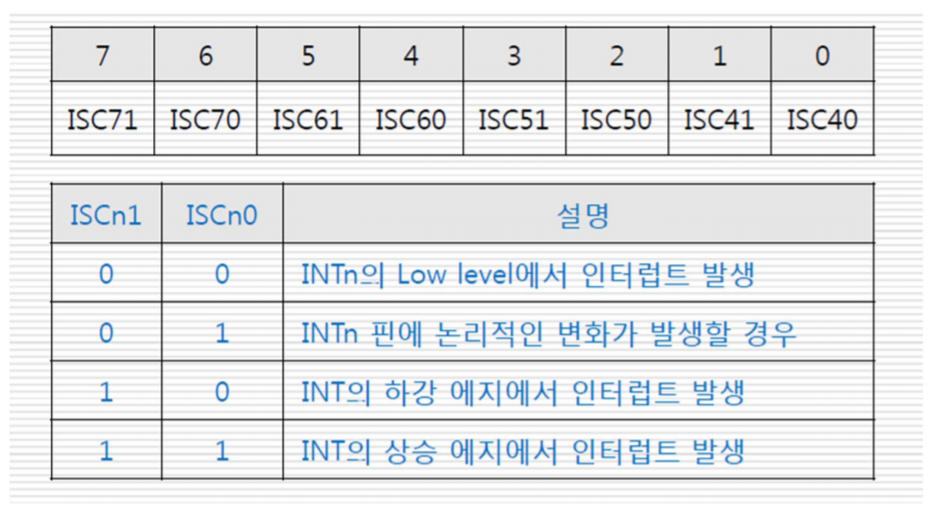 7 6 5 4 3 2 1 0
ISC71 ISC70 ISC61 ISC60 ISC51 ISC50 ISC41 ISC40
ISCn1 ISCn0 설명
0 0 INTn의 Low level에서 인터럽트 발생
0 1 INTn 핀에 논리적인 변화가 발생할 경우
1 0 INT의 하강 에지에서 인터럽트 발생
1 1 INT의 상승 에지에서 인터럽트 발생